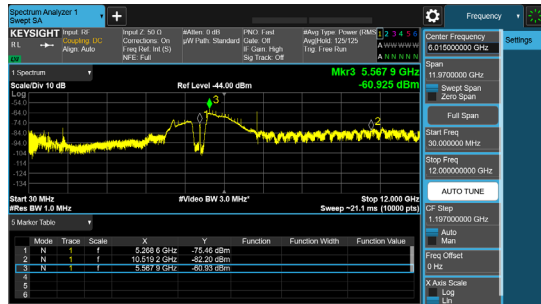 Spectrum Analyzer 1
Swept SA
Frequency
KEYSIGHT Input: RF Input Z: 50 Ω #Atten: 0 dB PNO: Fast #Avg Type: Power (RMS 1 2 3 4 5 6
RL Coupling: DC Corrections: On µW Path: Standard Gate: Off Avg|Hold: 125/125 A W W W W W
Align: Auto Freq Ref: Int (S) IF Gain: High Trig: Free Run
NFE: Full Sig Track: Off A N N N N N
Center Frequency
6.015000000 GHz
Settings
1 Spectrum
Mkr3 5.567 9 GHz
Scale/Div 10 dB Ref Level -44.00 dBm -60.925 dBm
Log
-54.0
-64.0
-74.0
-84.0
-94.0
-104
-114
-124
-134
3
2
Span
11.9700000 GHz
Swept Span
Zero Span
Full Span
Start Freq
30.000000 MHz
Stop Freq
12.00000000 GHz
AUTO TUNE
Start 30 MHz #Video BW 3.0 MHz* Stop 12.000 GHz
#Res BW 1.0 MHz Sweep ~21.1 ms (10000 pts)
5 Marker Table
Mode Trace Scale X Y Function Function Width Function Value
1 N 1 f 5.268 6 GHz -75.46 dBm
2 N 1 f 10.519 2 GHz -82.20 dBm
3 N 1 f 5.567 9 GHz -60.93 dBm
4
5
6
CF Step
1.197000000 GHz
Auto
Man
Freq Offset
0 Hz
X Axis Scale
Log
Lin